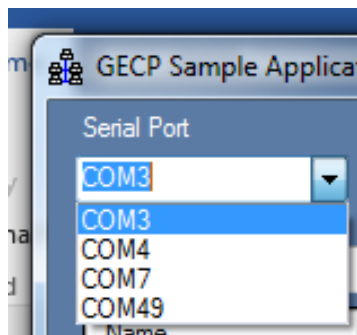 GECP Sample Applica
Serial Port
COM3
COM3
COM4
COM7
COM49
Name